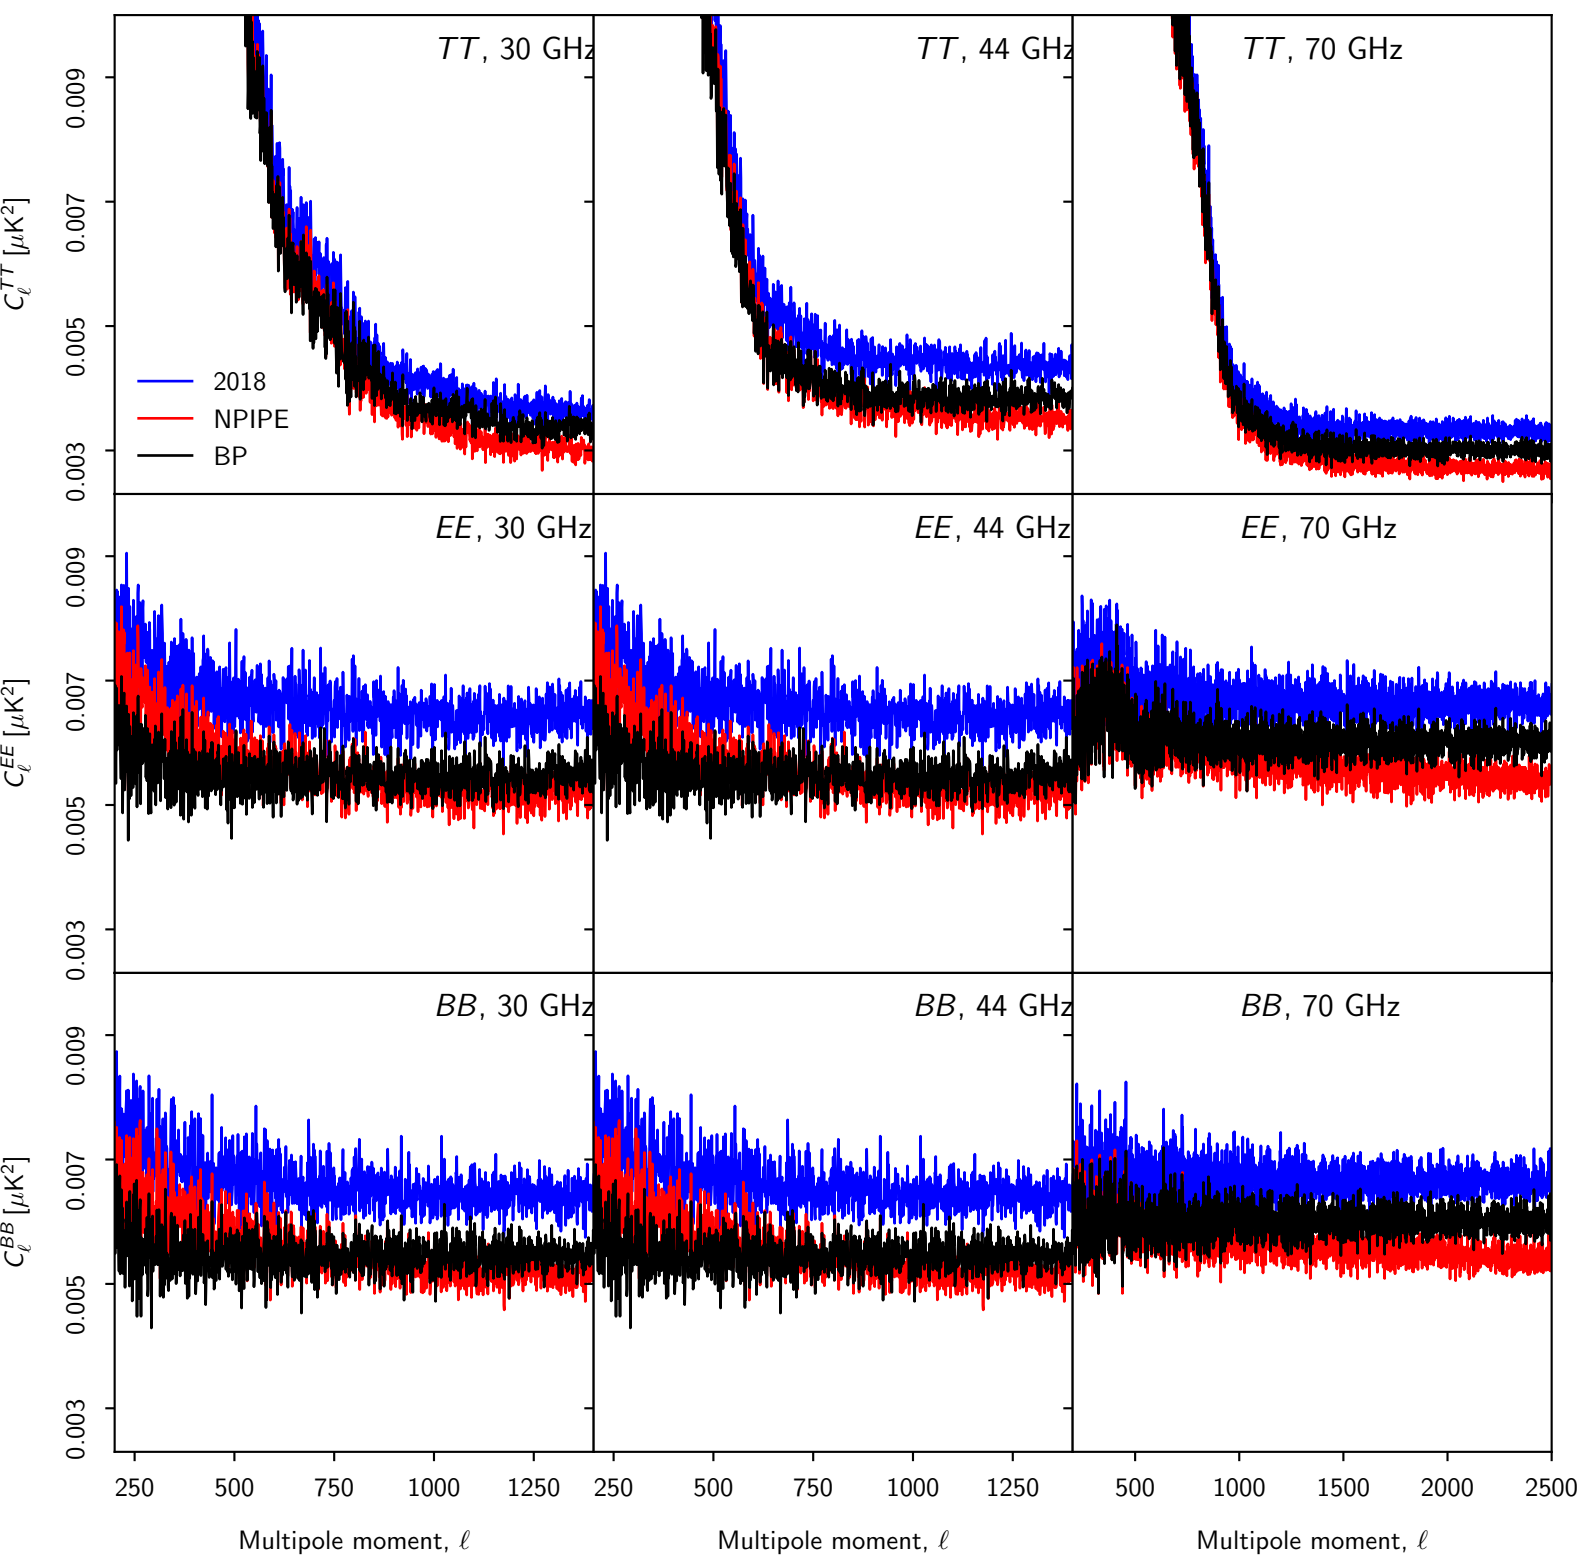 TT, 30 GHz
TT, 44 GHz
TT, 70 GHz
0.009
0.007
0.005
0.003
C_ℓ^TT [μK²]
2018
NPIPE
BP
EE, 30 GHz
EE, 44 GHz
EE, 70 GHz
0.009
0.007
0.005
0.003
C_ℓ^EE [μK²]
BB, 30 GHz
BB, 44 GHz
BB, 70 GHz
0.009
0.007
0.005
0.003
C_ℓ^BB [μK²]
250 500 750 1000 1250
250 500 750 1000 1250
500 1000 1500 2000 2500
Multipole moment, ℓ
Multipole moment, ℓ
Multipole moment, ℓ